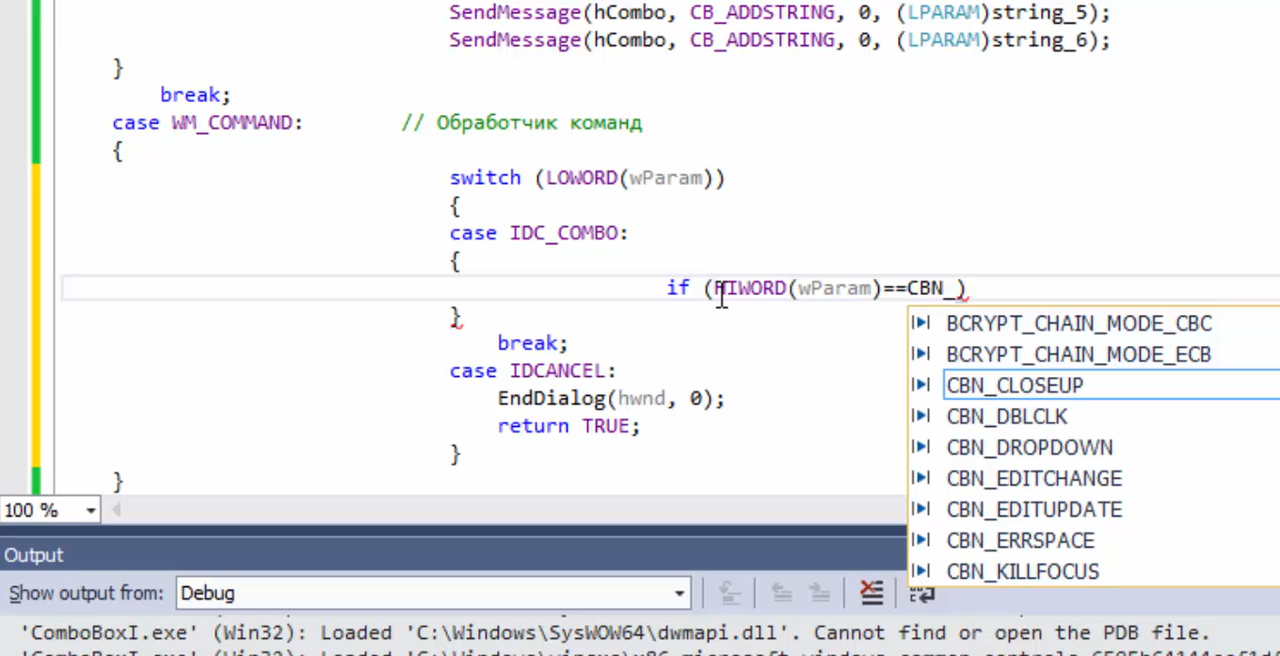 SendMessage(hCombo, CB_ADDSTRING, 0, (LPARAM)string_5);
SendMessage(hCombo, CB_ADDSTRING, 0, (LPARAM)string_6);
}
break;
case WM_COMMAND: // Обработчик команд
{
switch (LOWORD(wParam))
{
case IDC_COMBO:
{
if (HIWORD(wParam)==CBN_)
}
break;
case IDCANCEL:
EndDialog(hwnd, 0);
return TRUE;
}
}
BCRYPT_CHAIN_MODE_CBC
BCRYPT_CHAIN_MODE_ECB
CBN_CLOSEUP
CBN_DBLCLK
CBN_DROPDOWN
CBN_EDITCHANGE
CBN_EDITUPDATE
CBN_ERRSPACE
CBN_KILLFOCUS
100 %
Output
Show output from: Debug
'ComboBoxI.exe' (Win32): Loaded 'C:\Windows\SysWOW64\dwmapi.dll'. Cannot find or open the PDB file.